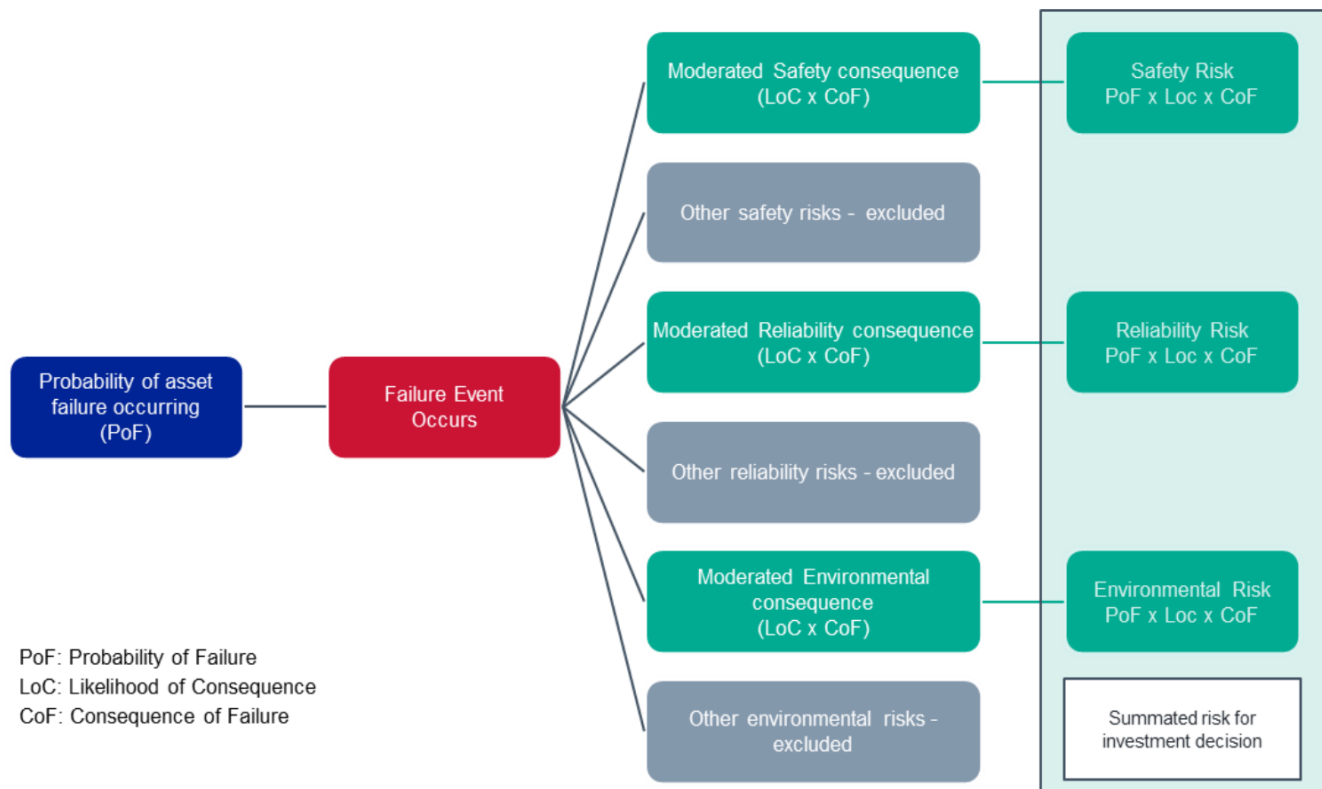 Probability of asset
failure occurring
(PoF)
Failure Event
Occurs
Moderated Safety consequence
(LoC x CoF)
Other safety risks - excluded
Moderated Reliability consequence
(LoC x CoF)
Other reliability risks - excluded
Moderated Environmental
consequence
(LoC x CoF)
Other environmental risks -
excluded
Safety Risk
PoF x Loc x CoF
Reliability Risk
PoF x Loc x CoF
Environmental Risk
PoF x Loc x CoF
Summated risk for
investment decision
PoF: Probability of Failure
LoC: Likelihood of Consequence
CoF: Consequence of Failure